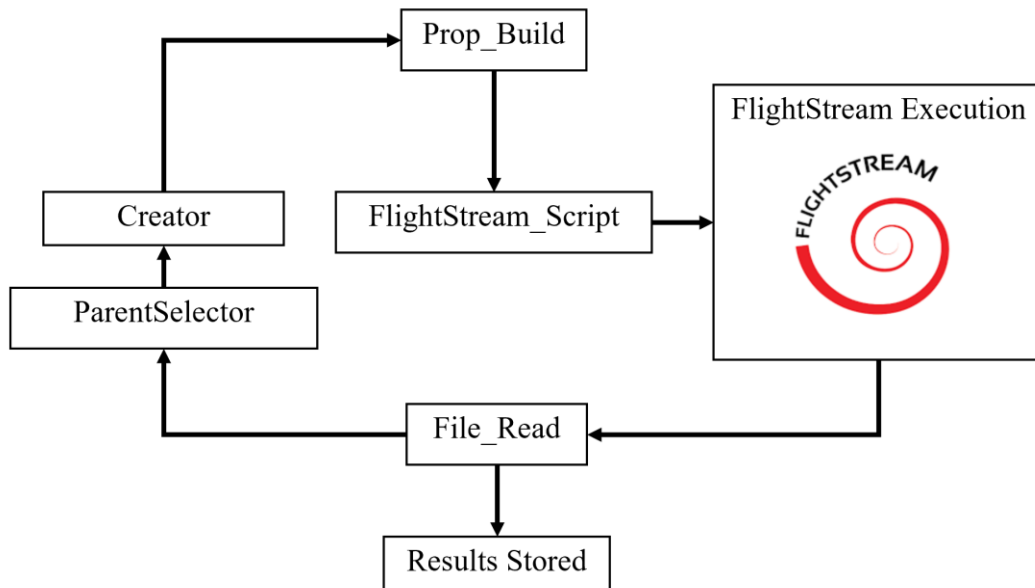 Prop_Build
FlightStream Execution
FLIGHTSTREAM
Creator
FlightStream_Script
ParentSelector
File_Read
Results Stored